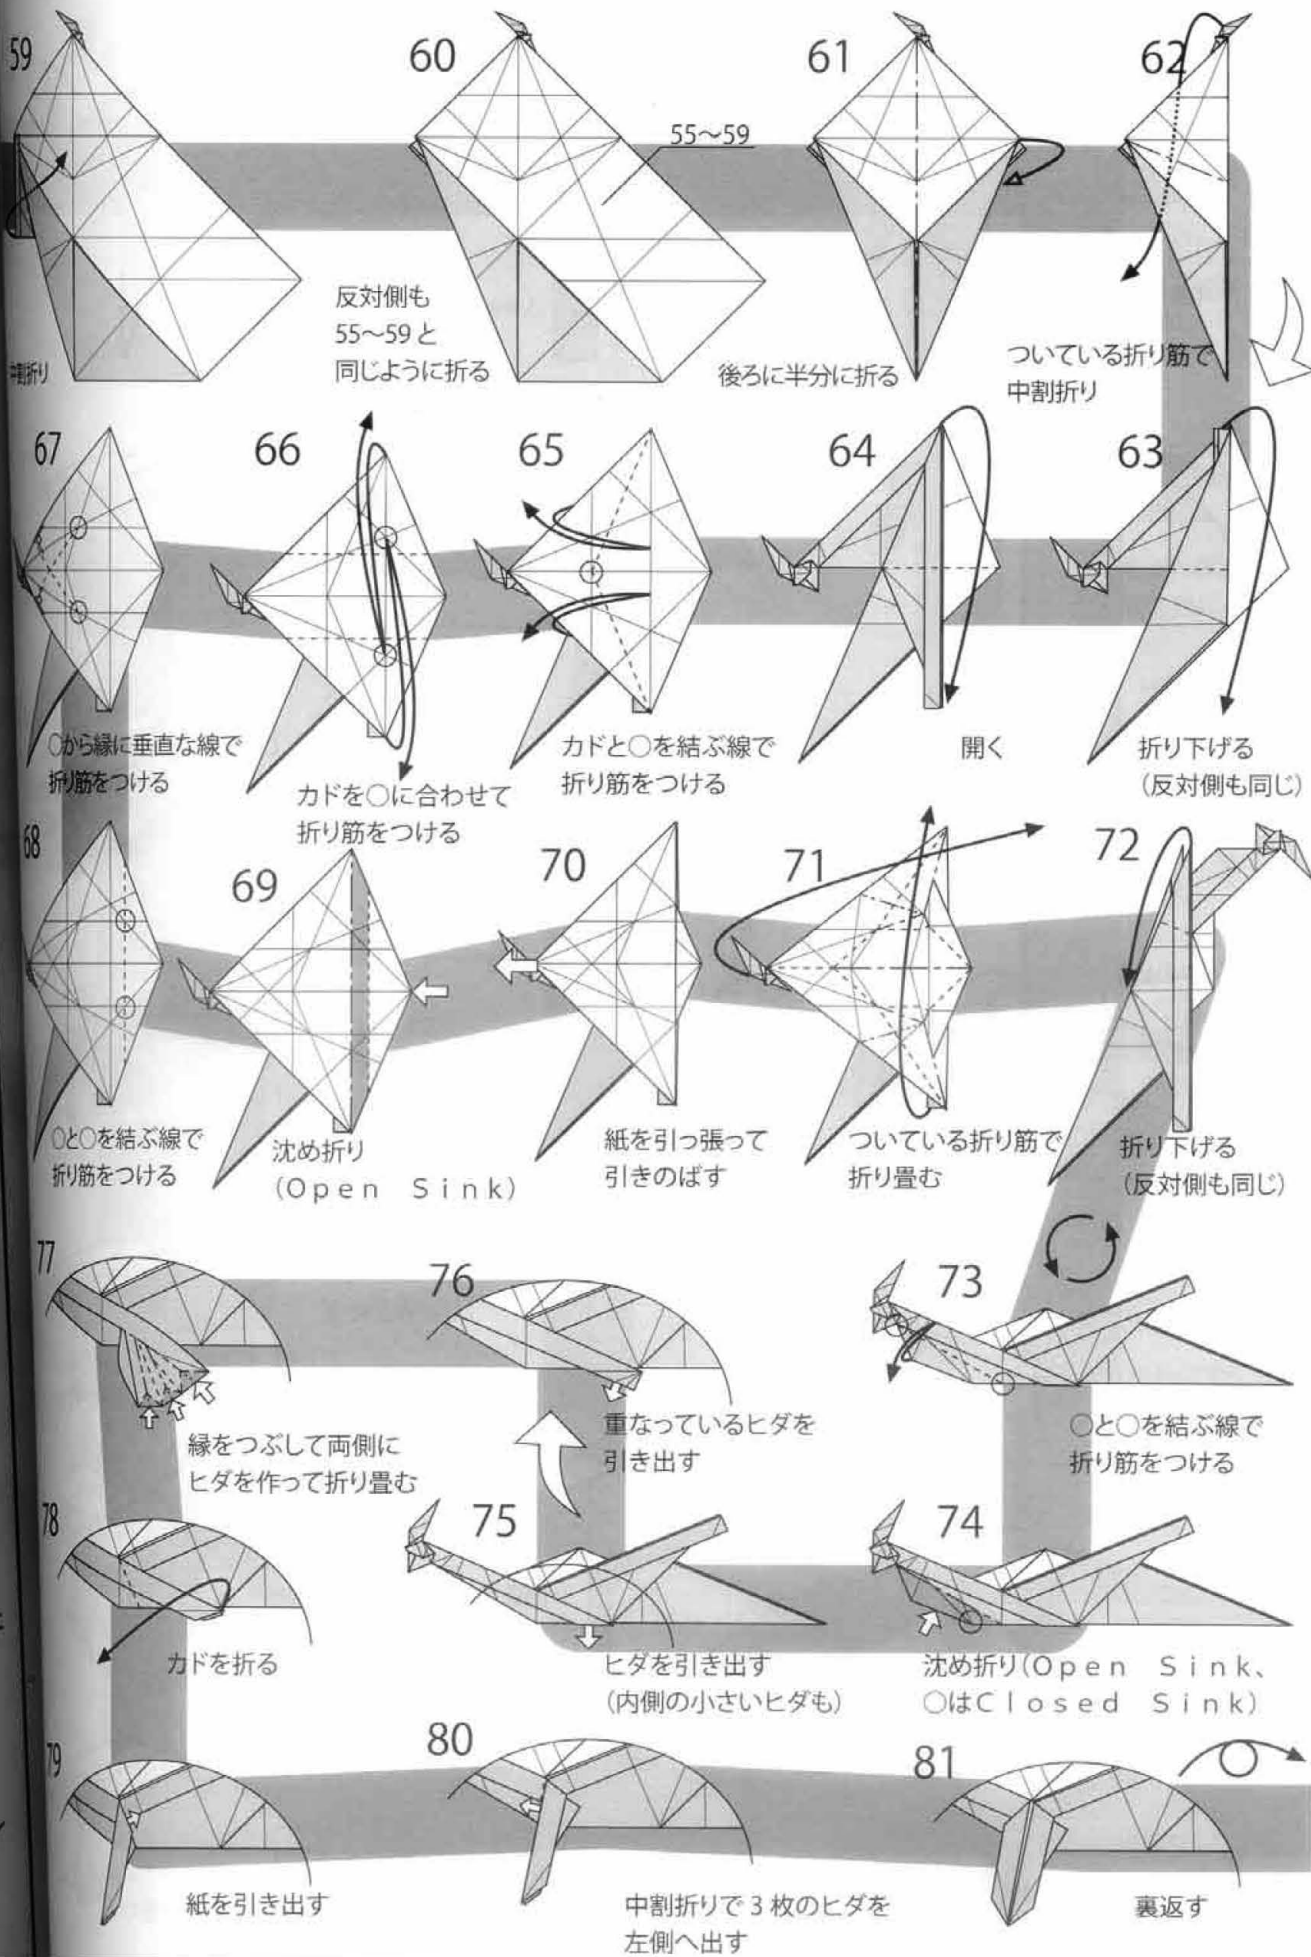 59
中割折り
60
55〜59
反対側も
55〜59と
同じように折る
61
後ろに半分に折る
62
ついている折り筋で
中割折り
63
折り下げる
(反対側も同じ)
64
開く
65
カドと○を結ぶ線で
折り筋をつける
66
カドを○に合わせて
折り筋をつける
67
○から縁に垂直な線で
折り筋をつける
68
○と○を結ぶ線で
折り筋をつける
69
沈め折り
(Open Sink)
70
紙を引っ張って
引きのばす
71
ついている折り筋で
折り畳む
72
折り下げる
(反対側も同じ)
73
○と○を結ぶ線で
折り筋をつける
74
沈め折り(Open Sink、
○はClosed Sink)
75
ヒダを引き出す
(内側の小さいヒダも)
76
重なっているヒダを
引き出す
77
縁をつぶして両側に
ヒダを作って折り畳む
78
カドを折る
79
紙を引き出す
80
中割折りで3枚のヒダを
左側へ出す
81
裏返す